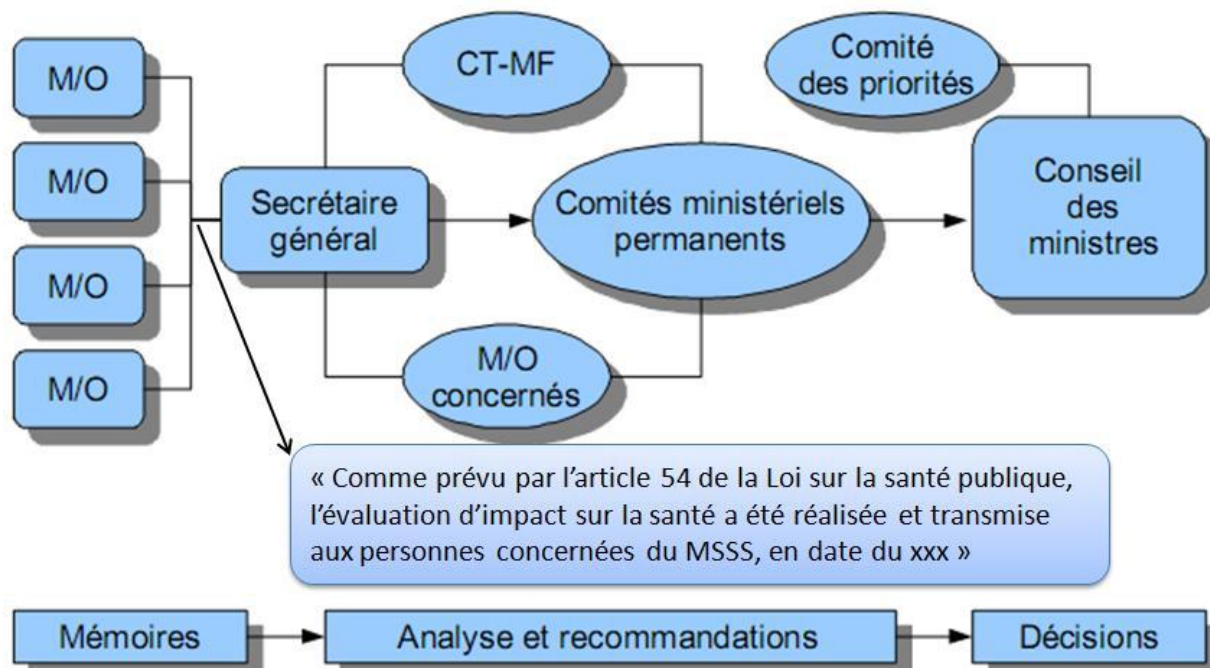 M/O
M/O
M/O
M/O
Secrétaire
général
CT-MF
M/O
concernés
Comités ministériels
permanents
Comité
des priorités
Conseil
des
ministres
« Comme prévu par l’article 54 de la Loi sur la santé publique,
l’évaluation d’impact sur la santé a été réalisée et transmise
aux personnes concernées du MSSS, en date du xxx »
Mémoires
Analyse et recommandations
Décisions